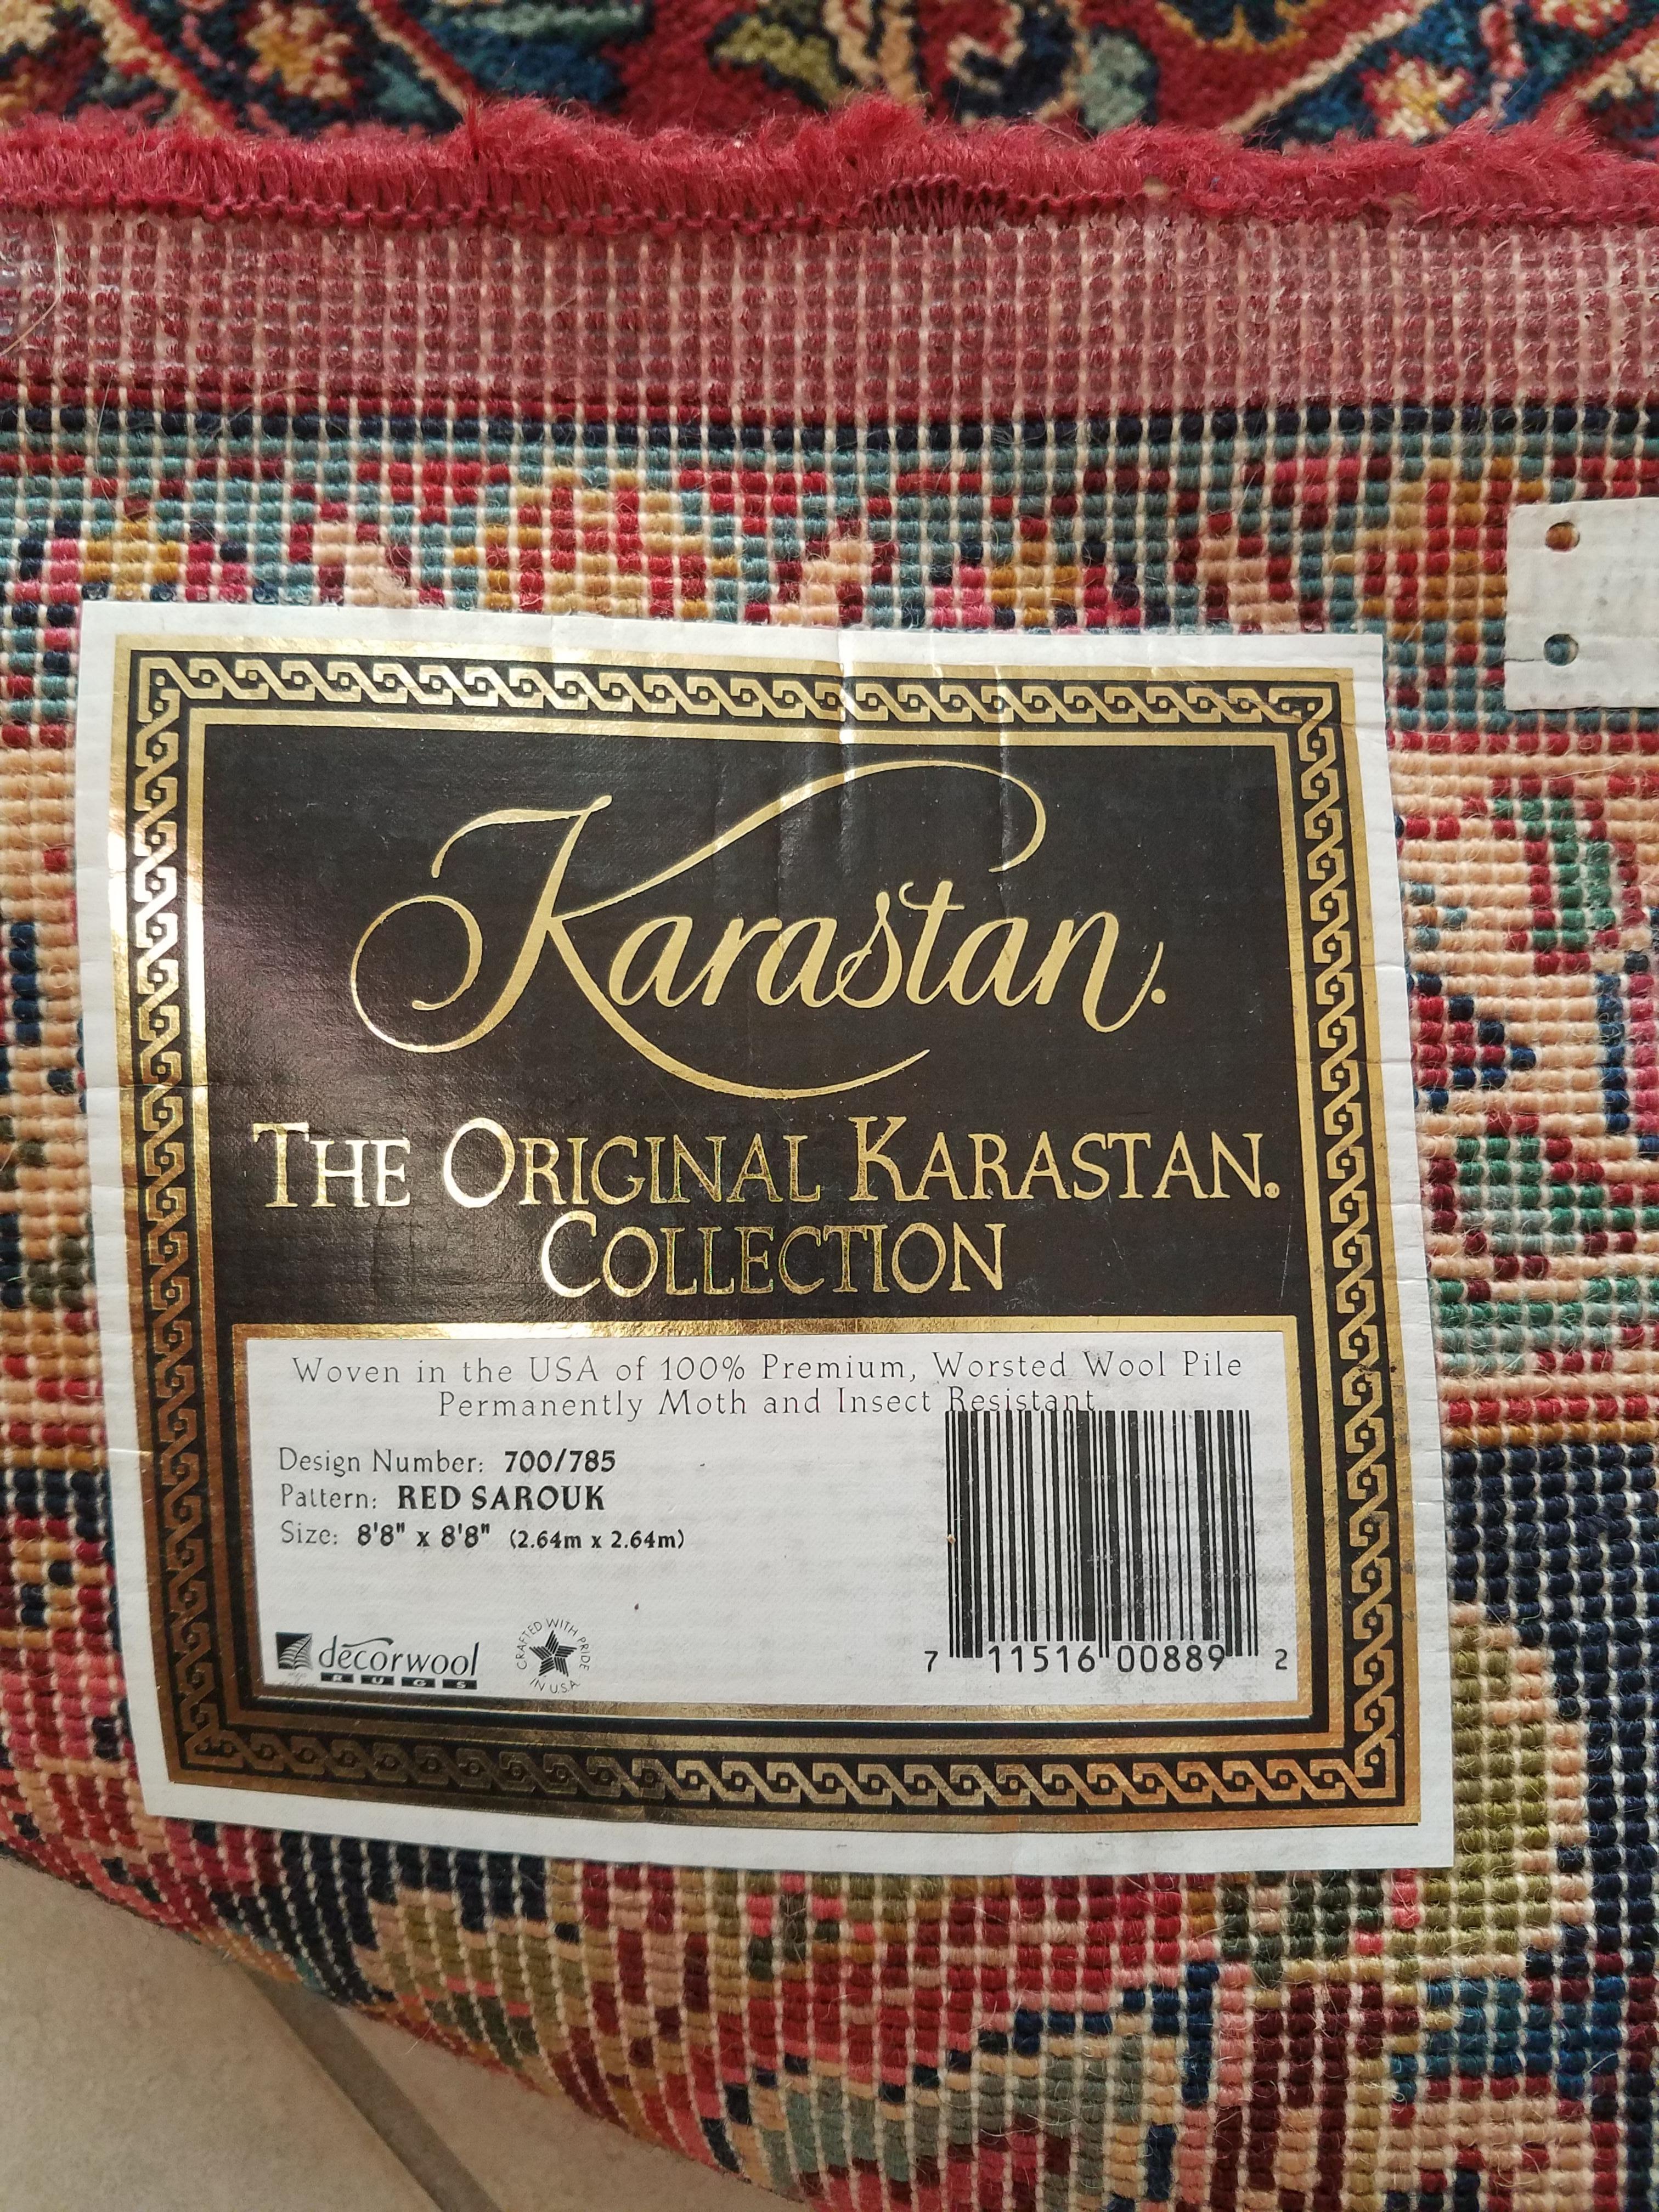 Karastan.
THE ORIGINAL KARASTAN.®
COLLECTION
Woven in the USA of 100% Premium, Worsted Wool Pile
Permanently Moth and Insect Resistant
Design Number: 700/785
Pattern: RED SAROUK
Size: 8'8" x 8'8" (2.64m x 2.64m)
decorwool
RUGS
CRAFTED WITH PRIDE
IN U.S.A.
7 11516 00889 2